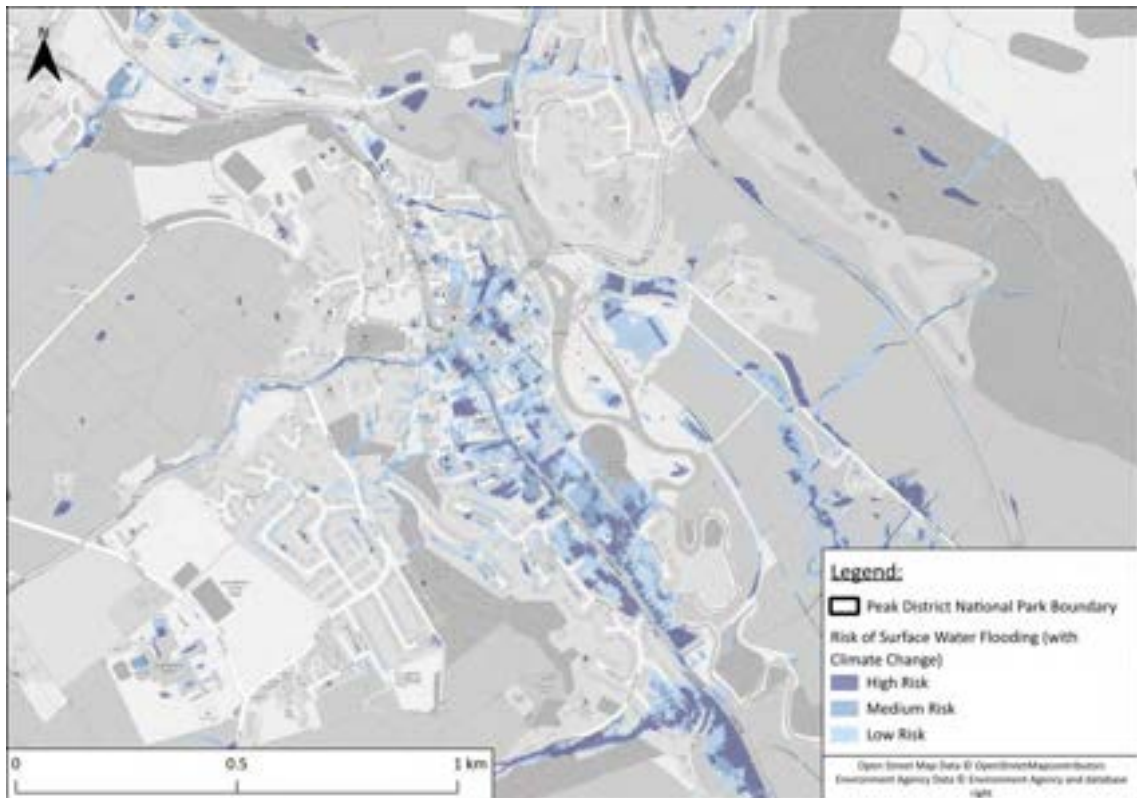 N
Legend:
Peak District National Park Boundary
Risk of Surface Water Flooding (with
Climate Change)
High Risk
Medium Risk
Low Risk
0 0.5 1 km
Open Street Map Data © OpenStreetMapcontributors
Environment Agency Data © Environment Agency and database
right